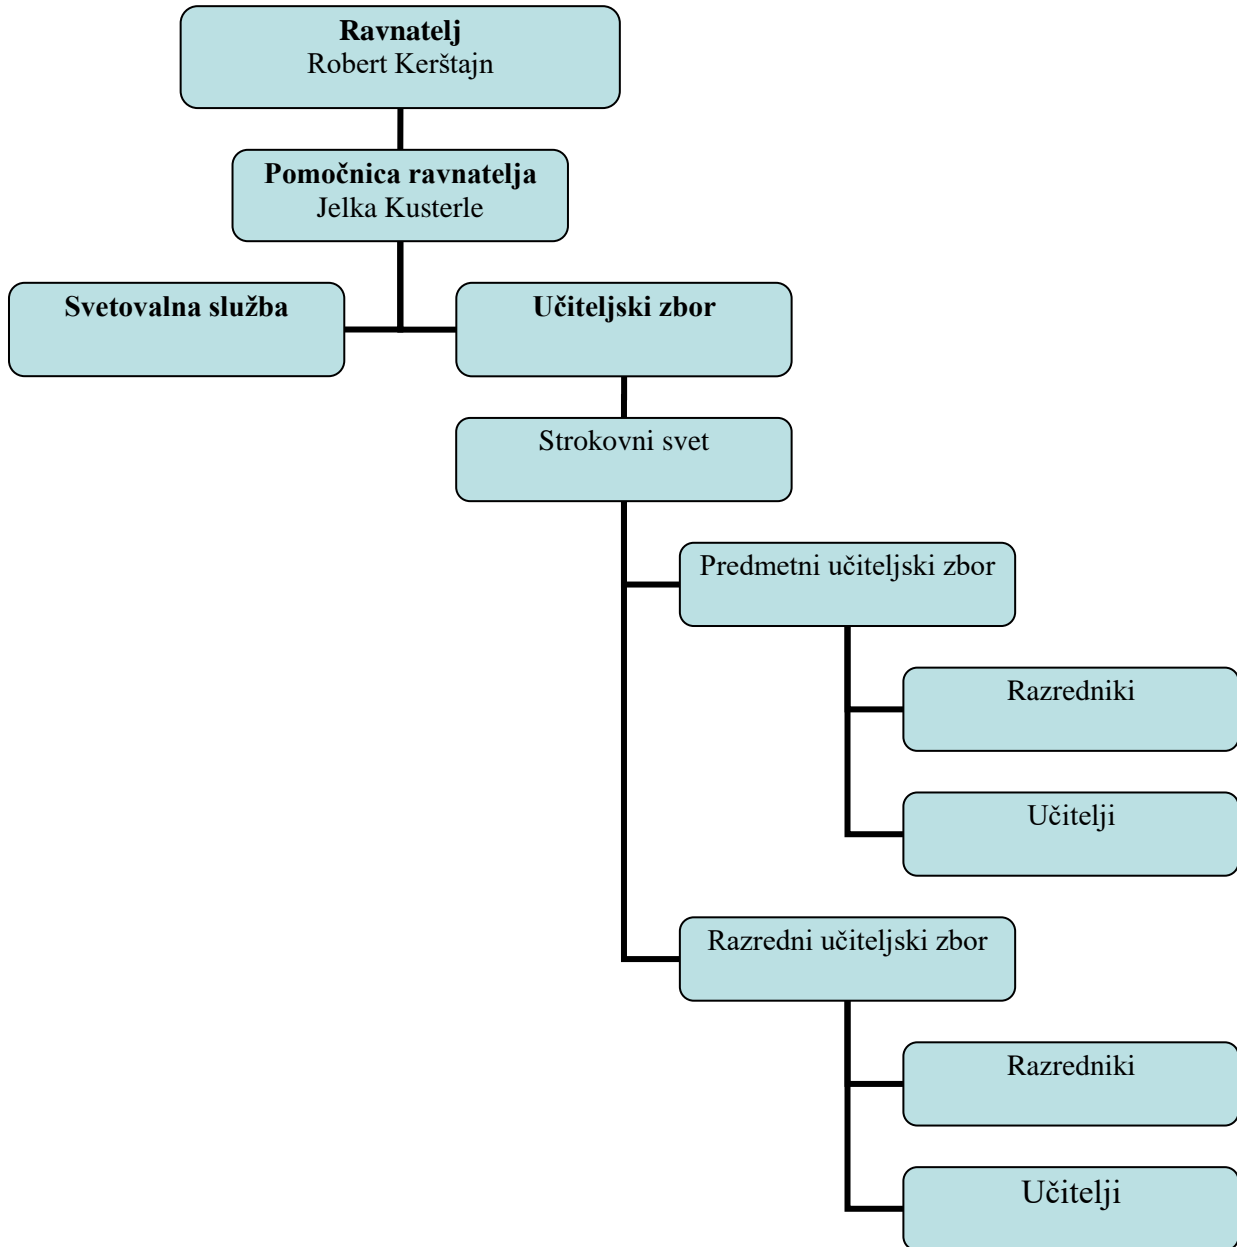 Ravnatelj
Robert Kerštajn
Pomočnica ravnatelja
Jelka Kusterle
Svetovalna služba
Učiteljski zbor
Strokovni svet
Predmetni učiteljski zbor
Razredniki
Učitelji
Razredni učiteljski zbor
Razredniki
Učitelji